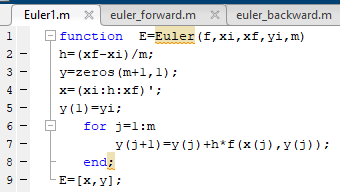 Euler1.m × euler_forward.m × euler_backward.m
1 function E=Euler(f,xi,xf,yi,m)
2 - h=(xf-xi)/m;
3 - y=zeros(m+1,1);
4 - x=(xi:h:xf)';
5 - y(1)=yi;
6 - for j=1:m
7 - y(j+1)=y(j)+h*f(x(j),y(j));
8 - end;
9 - E=[x,y];